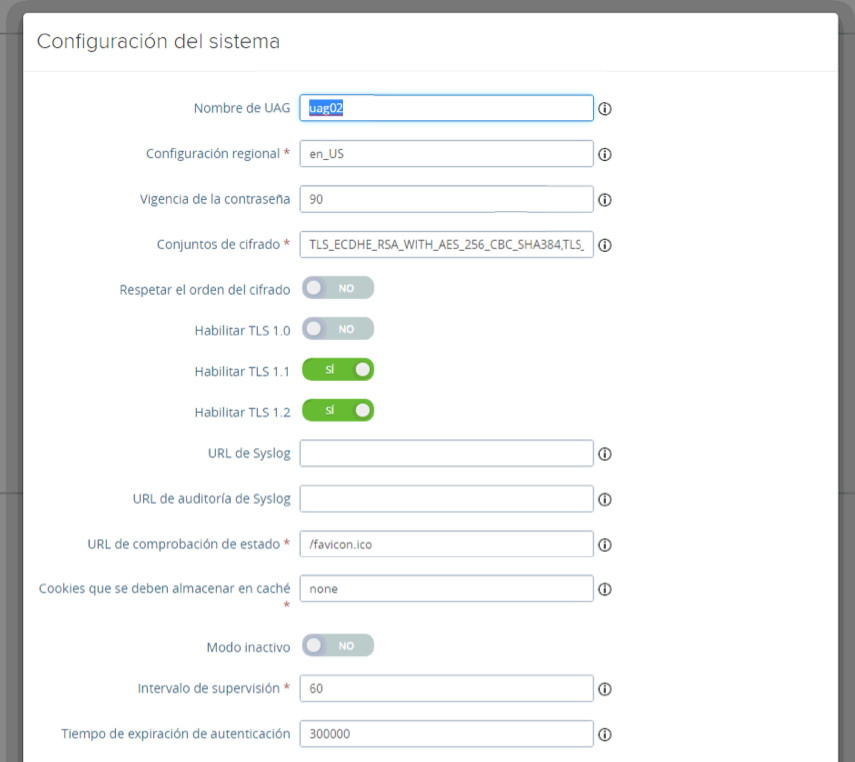 Configuración del sistema
Nombre de UAG uag02
Configuración regional * en_US
Vigencia de la contraseña 90
Conjuntos de cifrado * TLS_ECDHE_RSA_WITH_AES_256_CBC_SHA384,TLS_
Respetar el orden del cifrado NO
Habilitar TLS 1.0 NO
Habilitar TLS 1.1 SÍ
Habilitar TLS 1.2 SÍ
URL de Syslog
URL de auditoría de Syslog
URL de comprobación de estado * /favicon.ico
Cookies que se deben almacenar en caché * none
Modo inactivo NO
Intervalo de supervisión * 60
Tiempo de expiración de autenticación 300000